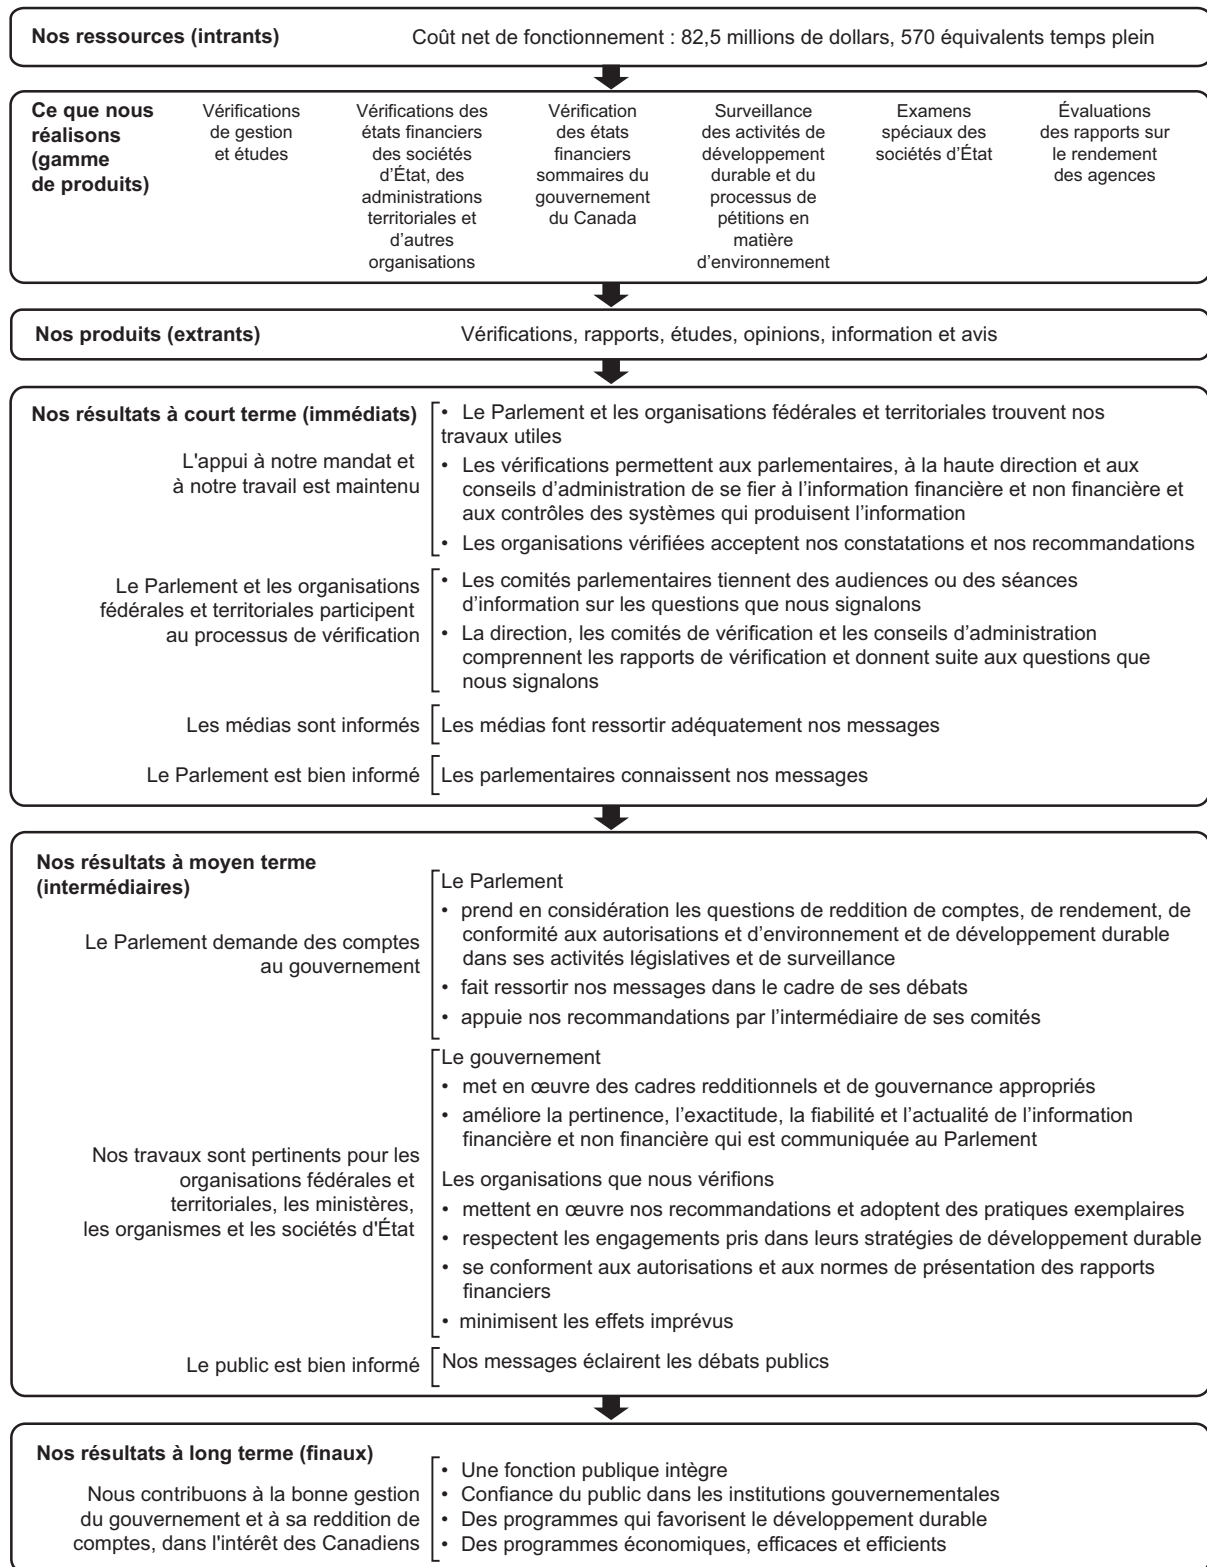 Nos ressources (intrants)
Coût net de fonctionnement : 82,5 millions de dollars, 570 équivalents temps plein
Ce que nous
réalisons
(gamme
de produits)
Vérifications
de gestion
et études
Vérifications des
états financiers
des sociétés
d’État, des
administrations
territoriales et
d’autres
organisations
Vérification
des états
financiers
sommaires du
gouvernement
du Canada
Surveillance
des activités de
développement
durable et du
processus de
pétitions en
matière
d’environnement
Examens
spéciaux des
sociétés d’État
Évaluations
des rapports sur
le rendement
des agences
Nos produits (extrants)
Vérifications, rapports, études, opinions, information et avis
Nos résultats à court terme (immédiats)
L'appui à notre mandat et
à notre travail est maintenu
• Le Parlement et les organisations fédérales et territoriales trouvent nos
travaux utiles
• Les vérifications permettent aux parlementaires, à la haute direction et aux
conseils d’administration de se fier à l’information financière et non financière et
aux contrôles des systèmes qui produisent l’information
• Les organisations vérifiées acceptent nos constatations et nos recommandations
Le Parlement et les organisations
fédérales et territoriales participent
au processus de vérification
• Les comités parlementaires tiennent des audiences ou des séances
d’information sur les questions que nous signalons
• La direction, les comités de vérification et les conseils d’administration
comprennent les rapports de vérification et donnent suite aux questions que
nous signalons
Les médias sont informés
Les médias font ressortir adéquatement nos messages
Le Parlement est bien informé
Les parlementaires connaissent nos messages
Nos résultats à moyen terme
(intermédiaires)
Le Parlement demande des comptes
au gouvernement
Le Parlement
• prend en considération les questions de reddition de comptes, de rendement, de
conformité aux autorisations et d’environnement et de développement durable
dans ses activités législatives et de surveillance
• fait ressortir nos messages dans le cadre de ses débats
• appuie nos recommandations par l’intermédiaire de ses comités
Nos travaux sont pertinents pour les
organisations fédérales et
territoriales, les ministères,
les organismes et les sociétés d'État
Le gouvernement
• met en œuvre des cadres redditionnels et de gouvernance appropriés
• améliore la pertinence, l’exactitude, la fiabilité et l’actualité de l’information
financière et non financière qui est communiquée au Parlement
Les organisations que nous vérifions
• mettent en œuvre nos recommandations et adoptent des pratiques exemplaires
• respectent les engagements pris dans leurs stratégies de développement durable
• se conforment aux autorisations et aux normes de présentation des rapports
financiers
• minimisent les effets imprévus
Le public est bien informé
Nos messages éclairent les débats publics
Nos résultats à long terme (finaux)
Nous contribuons à la bonne gestion
du gouvernement et à sa reddition de
comptes, dans l'intérêt des Canadiens
• Une fonction publique intègre
• Confiance du public dans les institutions gouvernementales
• Des programmes qui favorisent le développement durable
• Des programmes économiques, efficaces et efficients